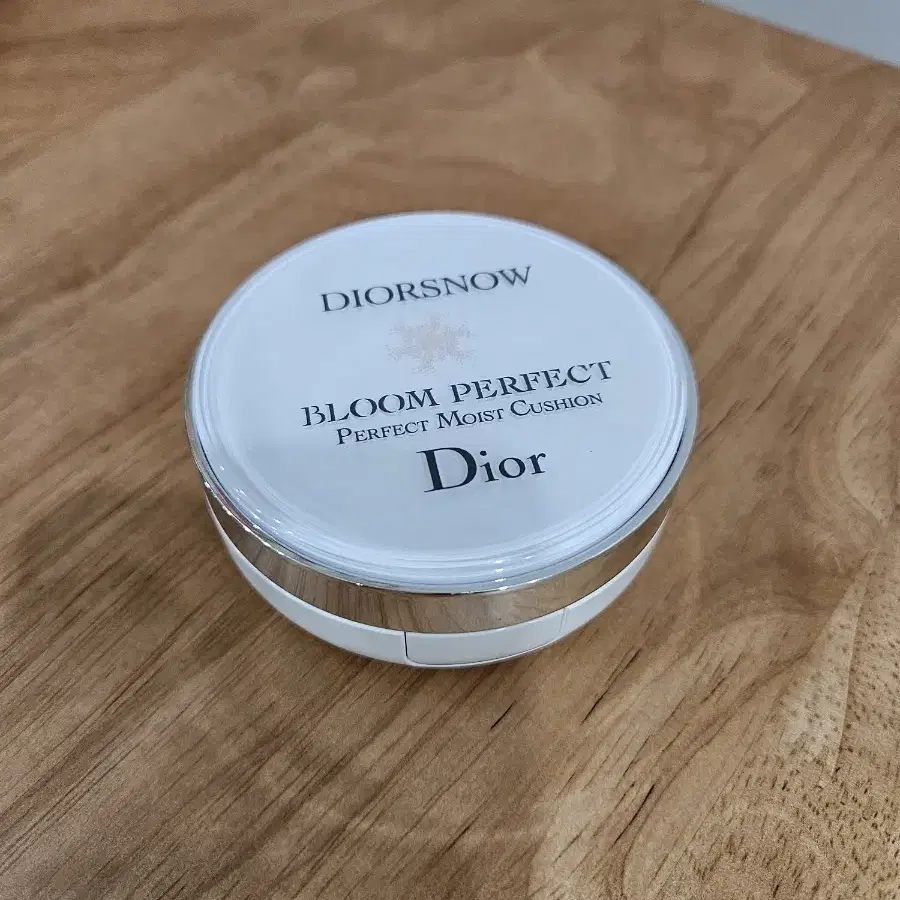 DIORSNOW
BLOOM PERFECT
PERFECT MOIST CUSHION
Dior